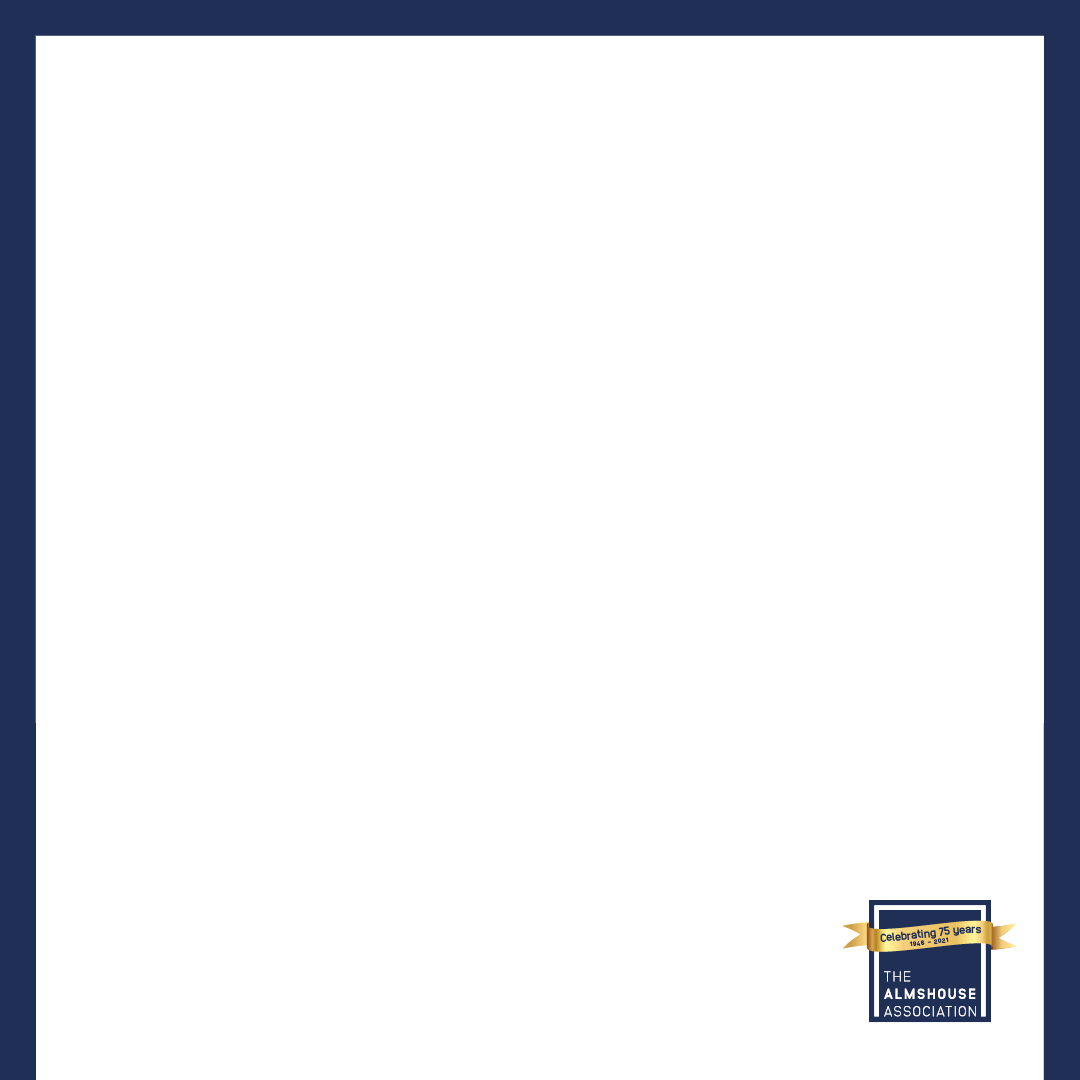 Celebrating 75 years
1946 - 2021
THE
ALMSHOUSE
ASSOCIATION